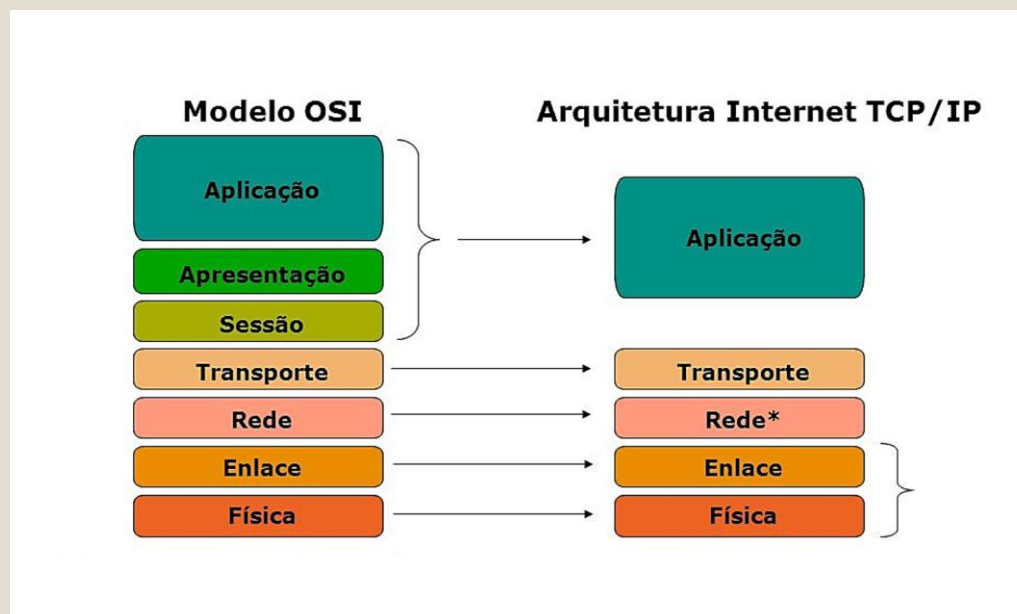 Modelo OSI
Aplicação
Apresentação
Sessão
Transporte
Rede
Enlace
Física
Arquitetura Internet TCP/IP
Aplicação
Transporte
Rede*
Enlace
Física